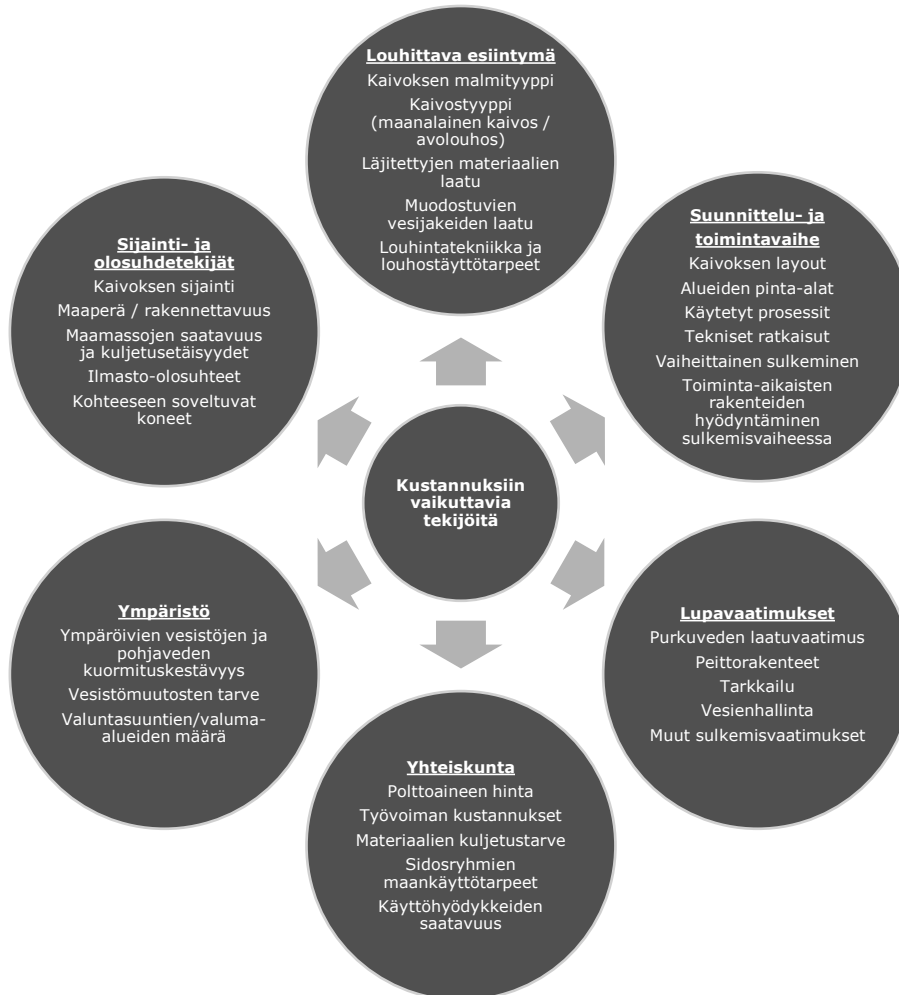 Louhittava esiintymä
Kaivoksen malmityyppi
Kaivostyyppi
(maanalainen kaivos /
avolouhos)
Läjitettyjen materiaalien
laatu
Muodostuvien
vesijakeiden laatu
Louhintatekniikka ja
louhostäyttötarpeet
Suunnittelu- ja
toimintavaihe
Kaivoksen layout
Alueiden pinta-alat
Käytetyt prosessit
Tekniset ratkaisut
Vaiheittainen sulkeminen
Toiminta-aikaisten
rakenteiden
hyödyntäminen
sulkemisvaiheessa
Lupavaatimukset
Purkuveden laatuvaatimus
Peittorakenteet
Tarkkailu
Vesienhallinta
Muut sulkemisvaatimukset
Yhteiskunta
Polttoaineen hinta
Työvoiman kustannukset
Materiaalien kuljetustarve
Sidosryhmien
maankäyttötarpeet
Käyttöhyödykkeiden
saatavuus
Ympäristö
Ympäröivien vesistöjen ja
pohjaveden
kuormituskestävyys
Vesistömuutosten tarve
Valuntasuuntien/valuma-
alueiden määrä
Sijainti- ja
olosuhdetekijät
Kaivoksen sijainti
Maaperä / rakennettavuus
Maamassojen saatavuus
ja kuljetusetäisyydet
Ilmasto-olosuhteet
Kohteeseen soveltuvat
koneet
Kustannuksiin
vaikuttavia
tekijöitä